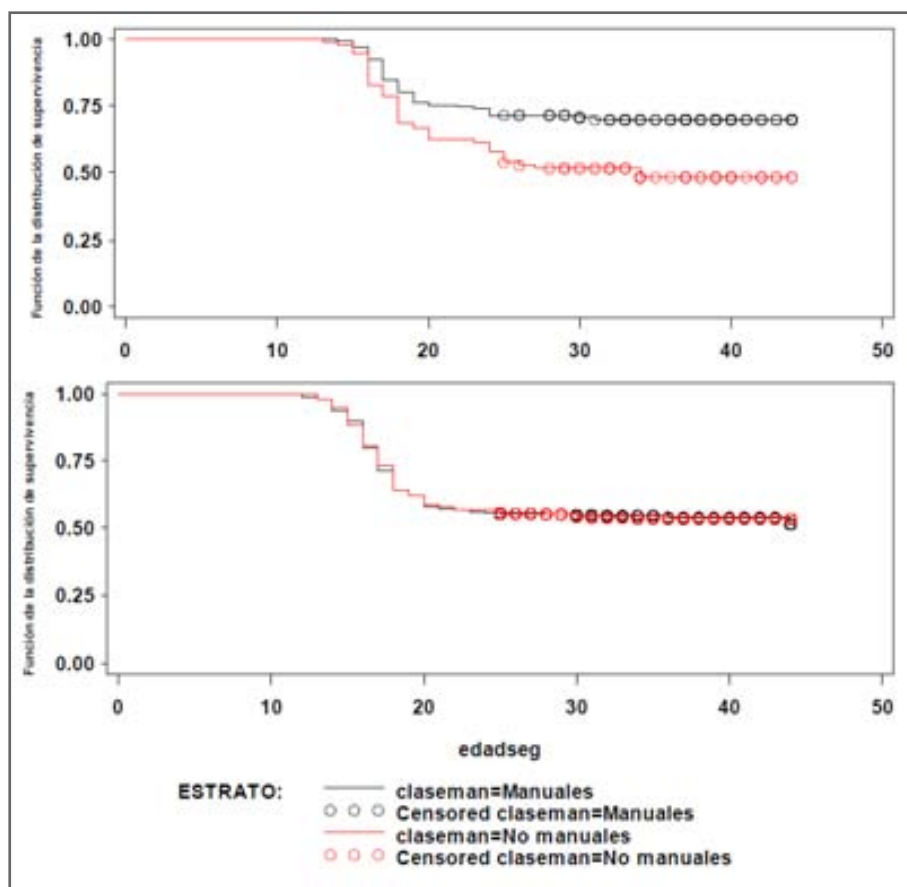 Función de la distribución de supervivencia
1.00
0.75
0.50
0.25
0.00
0 10 20 30 40 50
Función de la distribución de supervivencia
1.00
0.75
0.50
0.25
0.00
0 10 20 30 40 50
edadseg
ESTRATO:
claseman=Manuales
Censored claseman=Manuales
claseman=No manuales
Censored claseman=No manuales